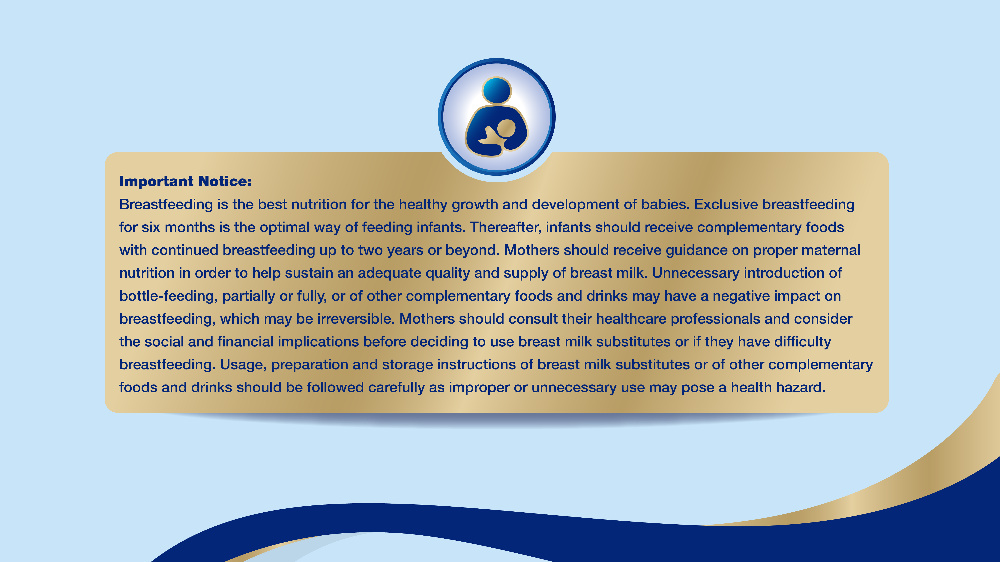 Important Notice:
Breastfeeding is the best nutrition for the healthy growth and development of babies. Exclusive breastfeeding
for six months is the optimal way of feeding infants. Thereafter, infants should receive complementary foods
with continued breastfeeding up to two years or beyond. Mothers should receive guidance on proper maternal
nutrition in order to help sustain an adequate quality and supply of breast milk. Unnecessary introduction of
bottle-feeding, partially or fully, or of other complementary foods and drinks may have a negative impact on
breastfeeding, which may be irreversible. Mothers should consult their healthcare professionals and consider
the social and financial implications before deciding to use breast milk substitutes or if they have difficulty
breastfeeding. Usage, preparation and storage instructions of breast milk substitutes or of other complementary
foods and drinks should be followed carefully as improper or unnecessary use may pose a health hazard.